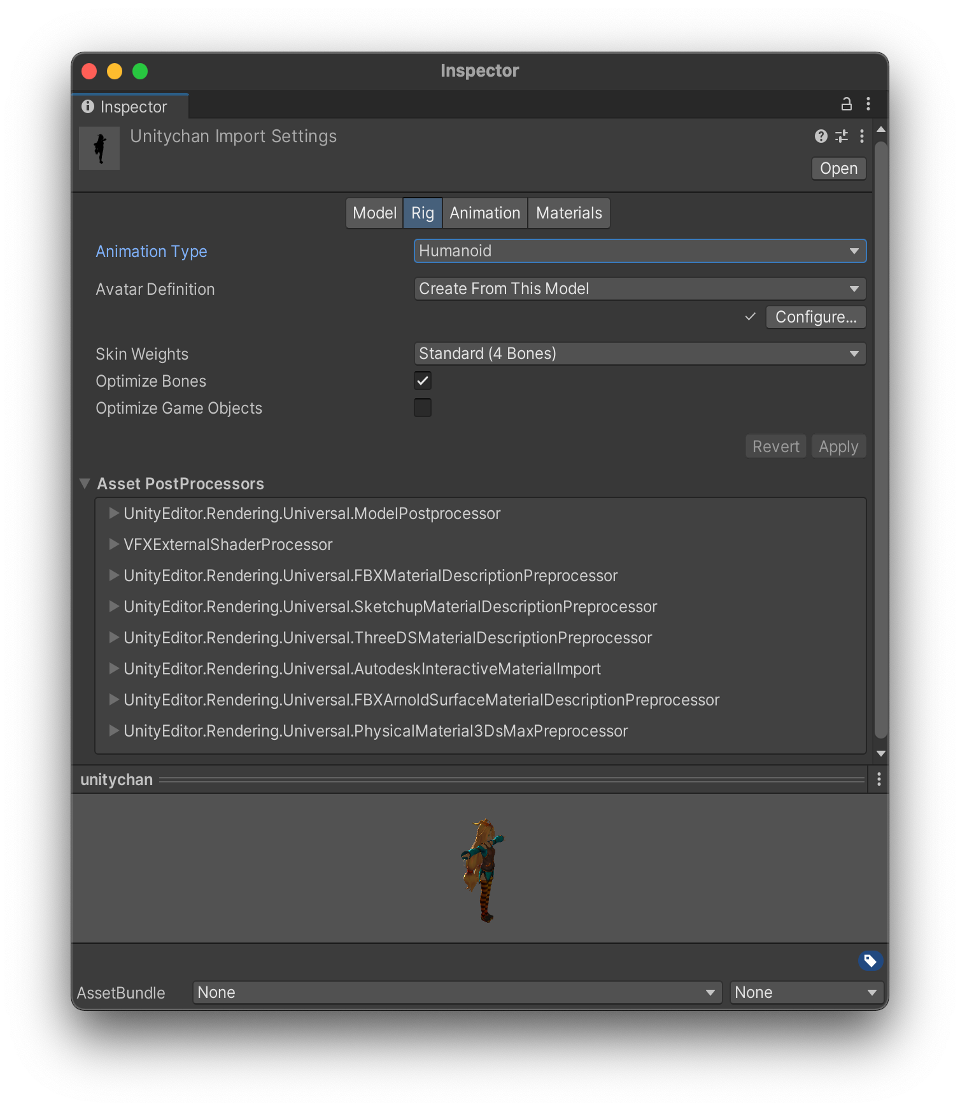 Inspector
Inspector
Unitychan Import Settings
Open
Model Rig Animation Materials
Animation Type Humanoid
Avatar Definition Create From This Model
Configure...
Skin Weights Standard (4 Bones)
Optimize Bones
Optimize Game Objects
Revert Apply
Asset PostProcessors
UnityEditor.Rendering.Universal.ModelPostprocessor
VFXExternalShaderProcessor
UnityEditor.Rendering.Universal.FBXMaterialDescriptionPreprocessor
UnityEditor.Rendering.Universal.SketchupMaterialDescriptionPreprocessor
UnityEditor.Rendering.Universal.ThreeDSMaterialDescriptionPreprocessor
UnityEditor.Rendering.Universal.AutodeskInteractiveMaterialImport
UnityEditor.Rendering.Universal.FBXArnoldSurfaceMaterialDescriptionPreprocessor
UnityEditor.Rendering.Universal.PhysicalMaterial3DsMaxPreprocessor
unitychan
AssetBundle None None